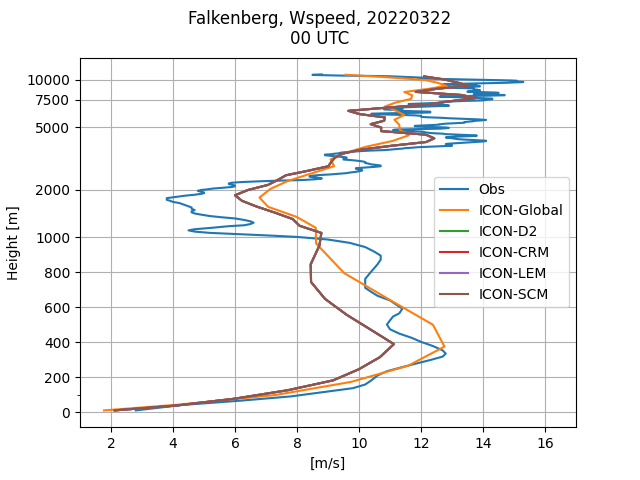 Falkenberg, Wspeed, 20220322
00 UTC
10000
7500
5000
2000
1000
800
600
400
200
0
Height [m]
Obs
ICON-Global
ICON-D2
ICON-CRM
ICON-LEM
ICON-SCM
2 4 6 8 10 12 14 16
[m/s]